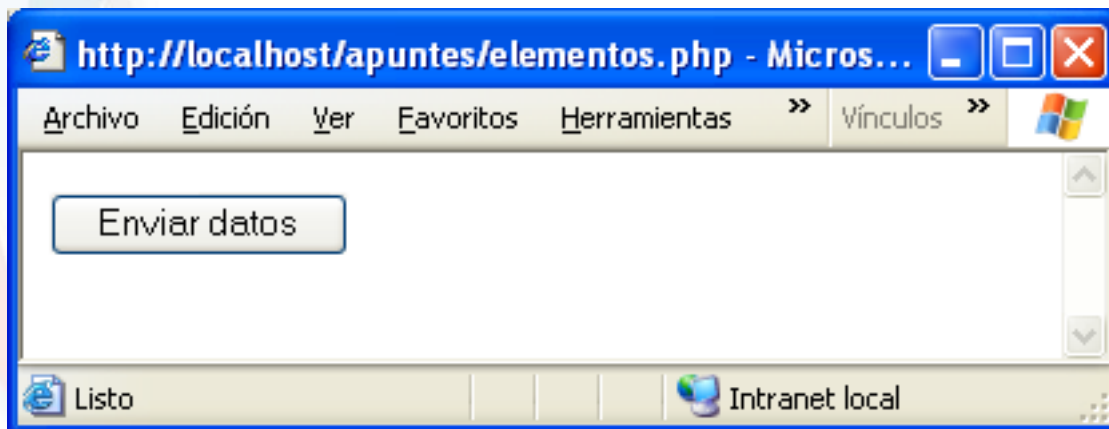 http://localhost/apuntes/elementos.php - Micros...
Archivo Edición Ver Favoritos Herramientas » Vínculos »
Enviar datos
Listo Intranet local